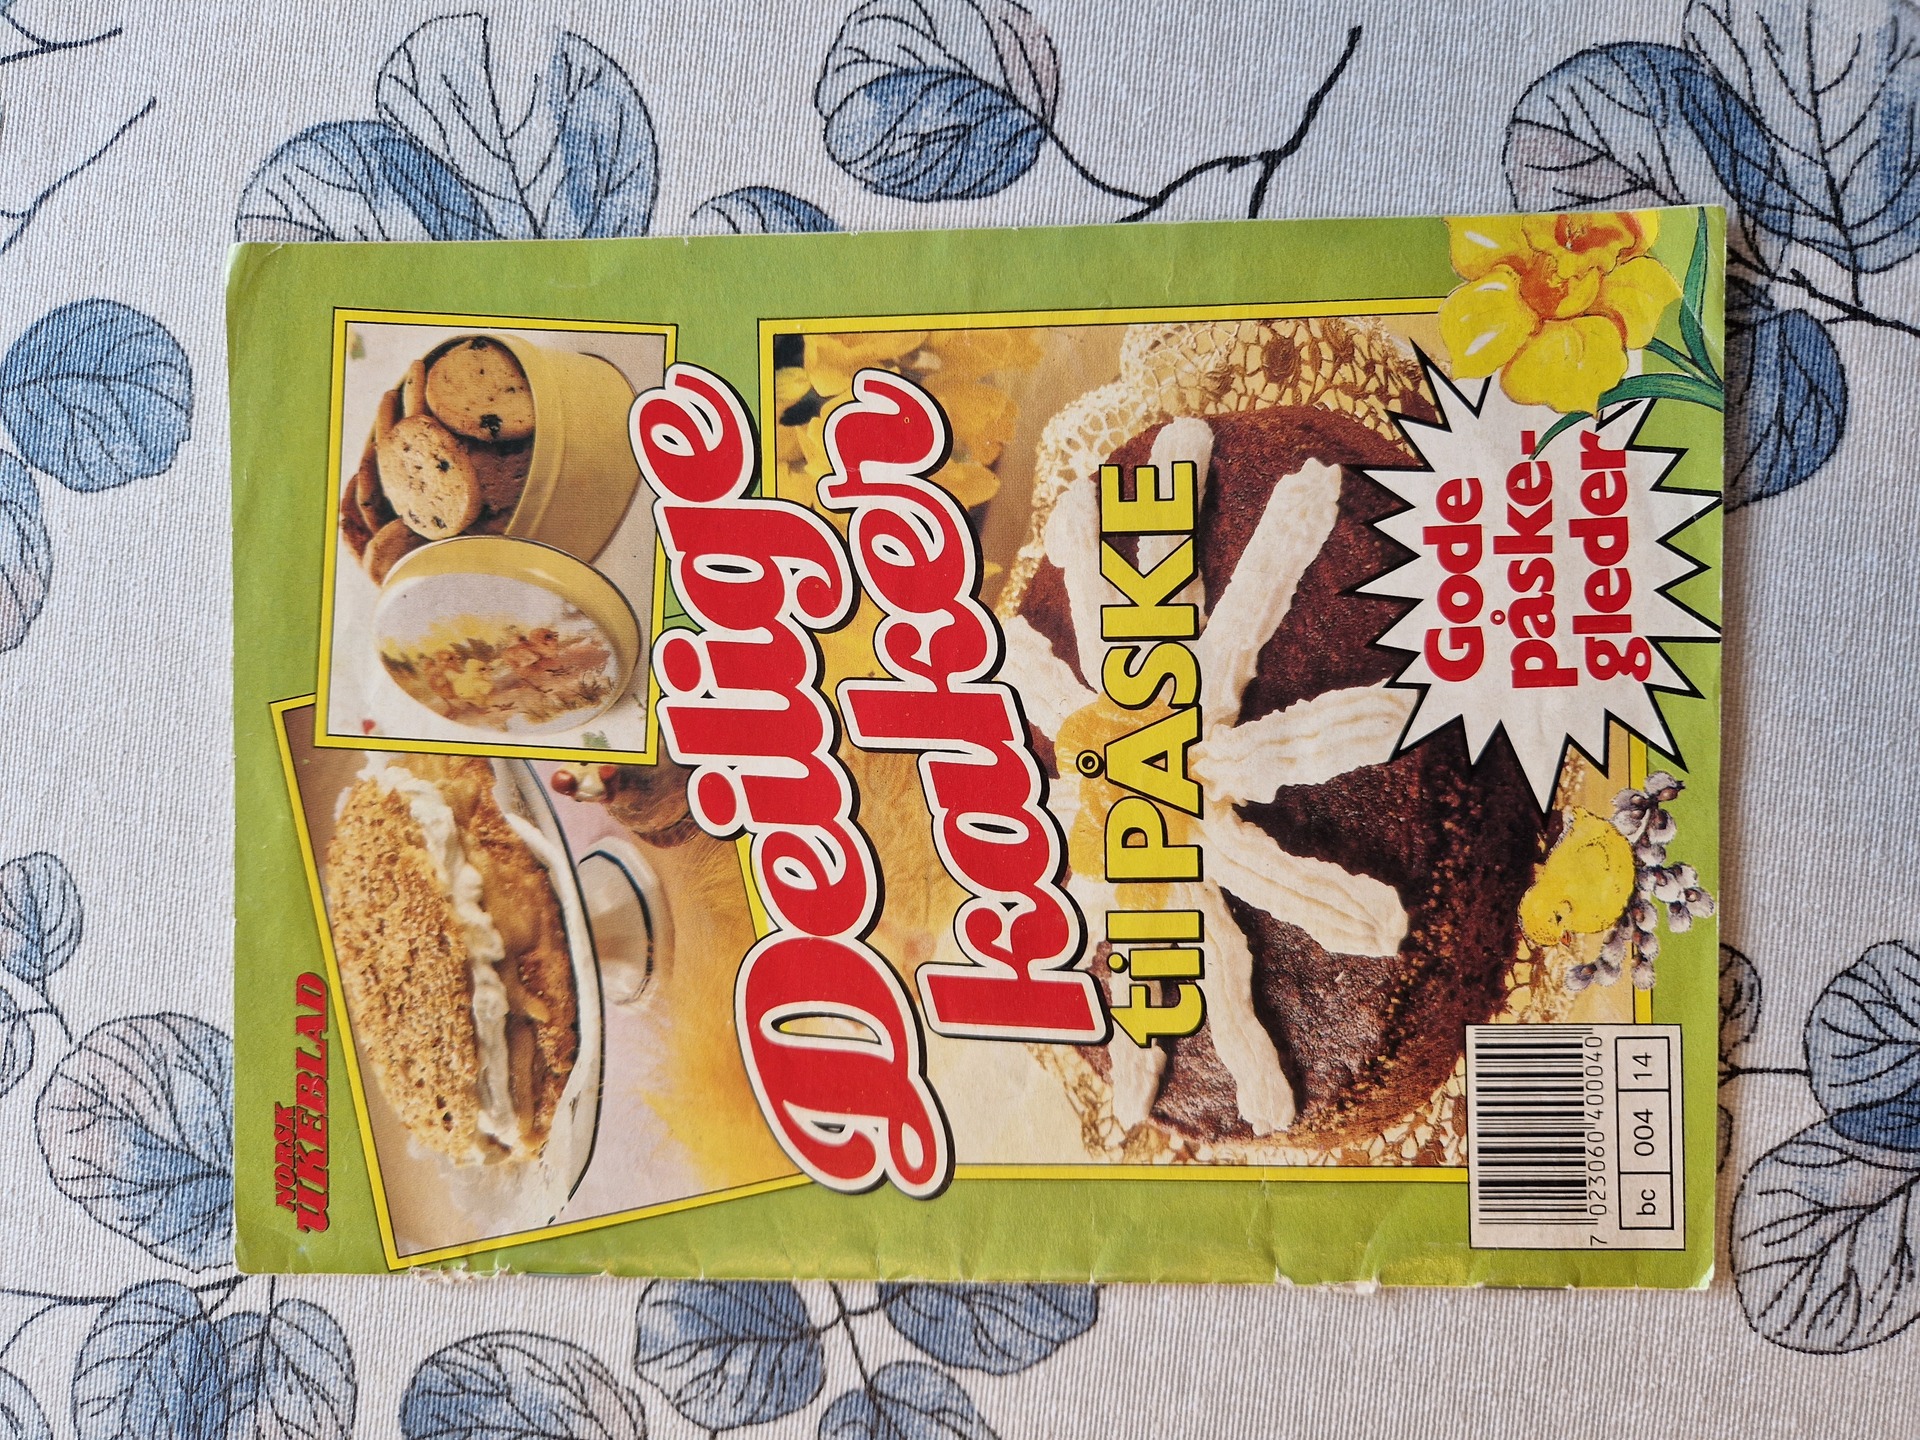 NORSK
UKEBLAD
Deilige
kaker
til PÅSKE
Gode
påske-
gleder
7 023060 400040
bc 004 14